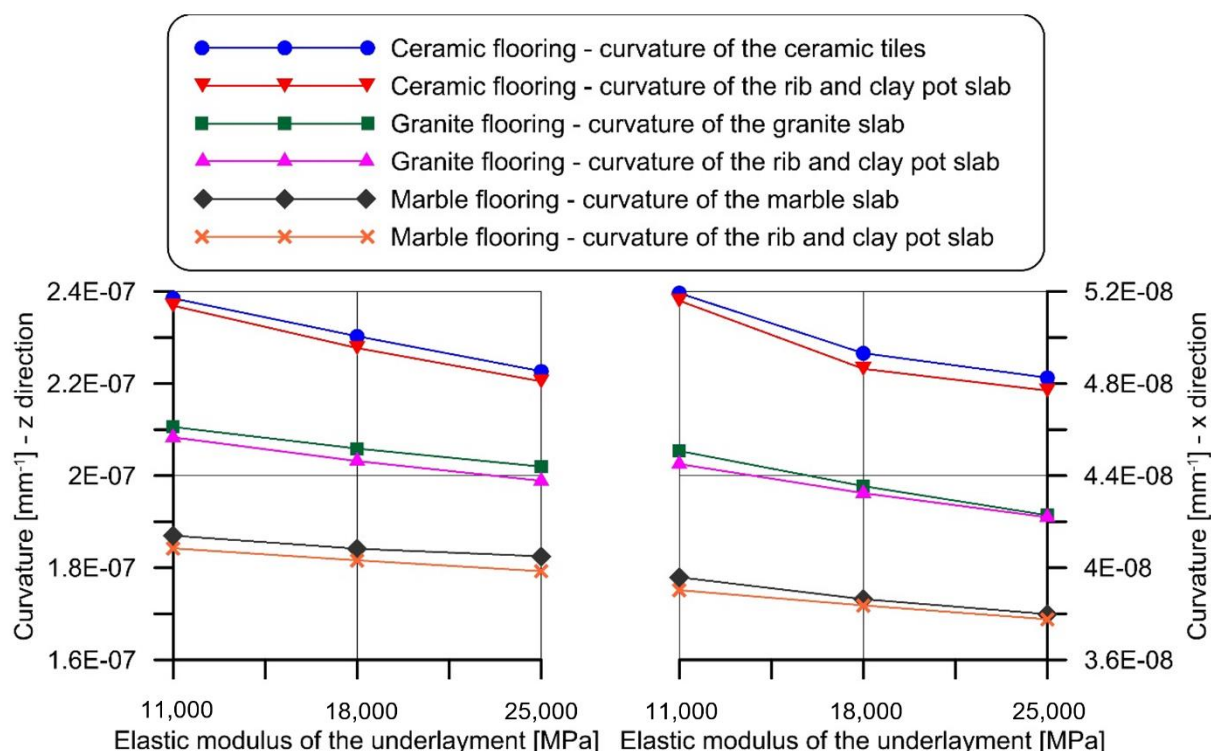 Ceramic flooring - curvature of the ceramic tiles
Ceramic flooring - curvature of the rib and clay pot slab
Granite flooring - curvature of the granite slab
Granite flooring - curvature of the rib and clay pot slab
Marble flooring - curvature of the marble slab
Marble flooring - curvature of the rib and clay pot slab
Curvature [mm⁻¹] - z direction
2.4E-07
2.2E-07
2E-07
1.8E-07
1.6E-07
11,000 18,000 25,000
Elastic modulus of the underlayment [MPa]
5.2E-08
4.8E-08
4.4E-08
4E-08
3.6E-08
Curvature [mm⁻¹] - x direction
11,000 18,000 25,000
Elastic modulus of the underlayment [MPa]